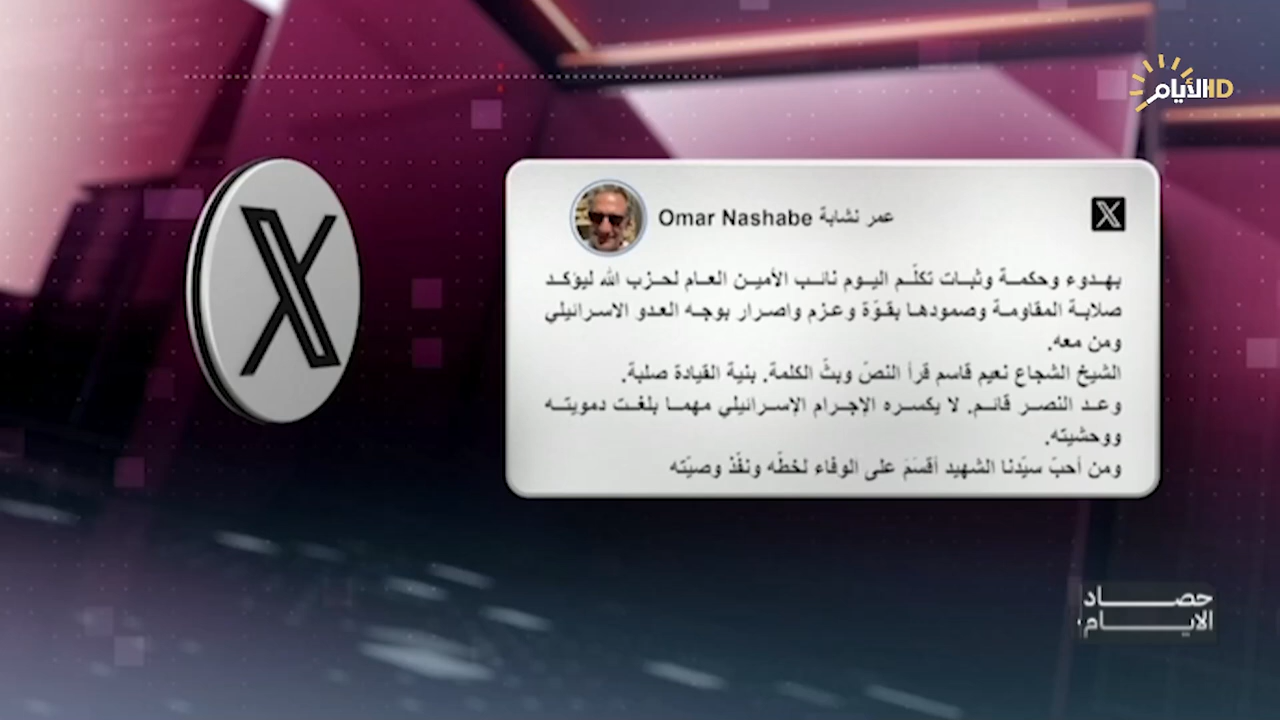 الأيام HD
عمر نشابة Omar Nashabe
بهدوء وحكمة وثبات تكلّم اليوم نائب الأمين العام لحزب الله ليؤكد
صلابة المقاومة وصمودها بقوّة وعزم واصرار بوجه العدو الاسرائيلي
ومن معه.
الشيخ الشجاع نعيم قاسم قرأ النصّ وبثّ الكلمة. بنية القيادة صلبة.
وعد النصر قائم. لا يكسره الإجرام الإسرائيلي مهما بلغت دمويته
ووحشيته.
ومن أحبّ سيّدنا الشهيد أقسَمَ على الوفاء لخطّه ونفّذ وصيّته
حصاد
الايام